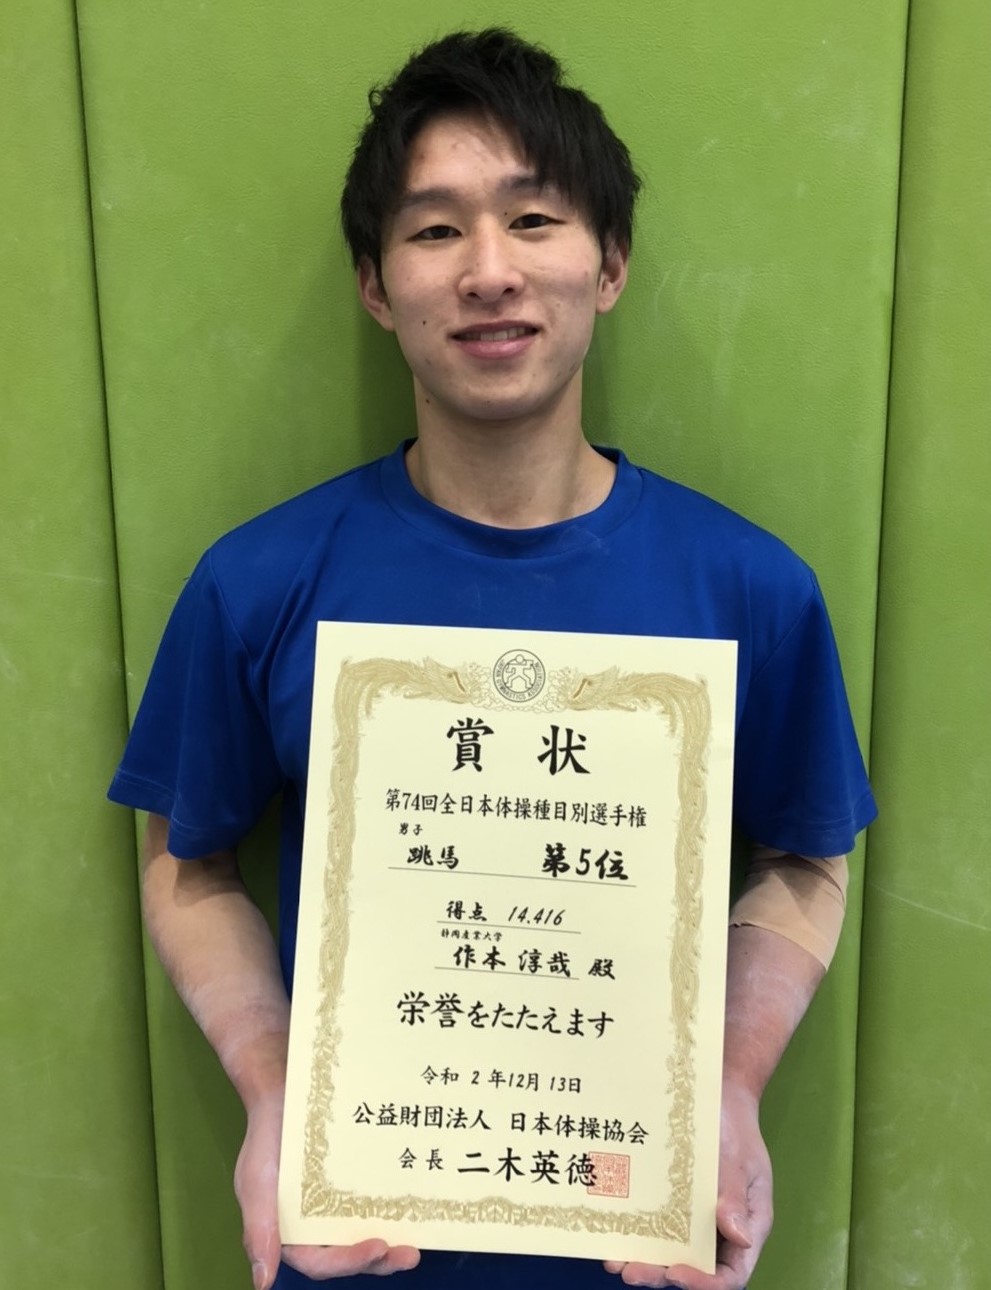 JAPAN GYMNASTICS ASSOCIATION
賞 状
第74回全日本体操種目別選手権
男子
跳馬 第5位
得点 14.416
静岡産業大学
作本 淳哉 殿
栄誉をたたえます
令和 2 年12月 13日
公益財団法人 日本体操協会
会長 二木英徳